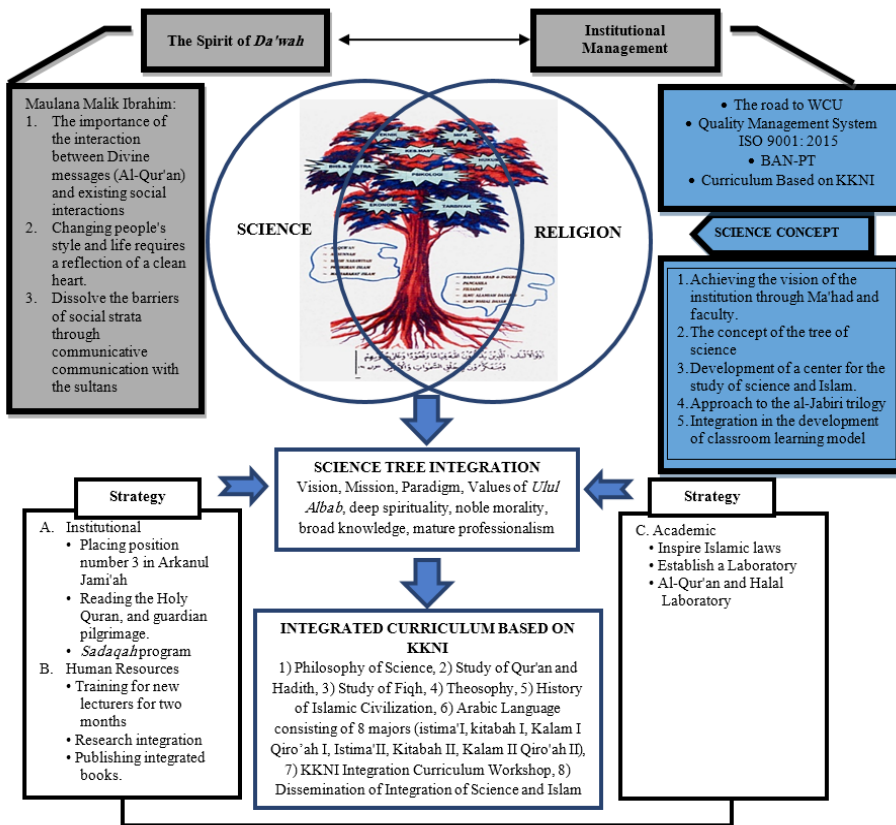 The Spirit of Da'wah
Institutional
Management
Maulana Malik Ibrahim:
1. The importance of
the interaction
between Divine
messages (Al-Qur'an)
and existing social
interactions
2. Changing people's
style and life requires
a reflection of a clean
heart.
3. Dissolve the barriers
of social strata
through
communicative
communication with
the sultans
SCIENCE
RELIGION
TEKNIK
MIPA
KES MASY
HUKUM
PSIKOLOGI
EKONOMI
TARBIYAH
• The road to WCU
• Quality Management System
ISO 9001: 2015
• BAN-PT
• Curriculum Based on KKNI
SCIENCE CONCEPT
1. Achieving the vision of the
institution through Ma'had and
faculty.
2. The concept of the tree of
science
3. Development of a center for the
study of science and Islam.
4. Approach to the al-Jabiri trilogy
5. Integration in the development
of classroom learning model
SCIENCE TREE INTEGRATION
Vision, Mission, Paradigm, Values of Ulul
Albab, deep spirituality, noble morality,
broad knowledge, mature professionalism
Strategy
A. Institutional
• Placing position
number 3 in Arkanul
Jami'ah
• Reading the Holy
Quran, and guardian
pilgrimage.
• Sadaqah program
B. Human Resources
• Training for new
lecturers for two
months
• Research integration
• Publishing integrated
books.
Strategy
C. Academic
• Inspire Islamic laws
• Establish a Laboratory
• Al-Qur'an and Halal
Laboratory
INTEGRATED CURRICULUM BASED ON
KKNI
1) Philosophy of Science, 2) Study of Qur'an and
Hadith, 3) Study of Fiqh, 4) Theosophy, 5) History
of Islamic Civilization, 6) Arabic Language
consisting of 8 majors (istima'I, kitabah I, Kalam I
Qiro'ah I, Istima'II, Kitabah II, Kalam II Qiro'ah II),
7) KKNI Integration Curriculum Workshop, 8)
Dissemination of Integration of Science and Islam